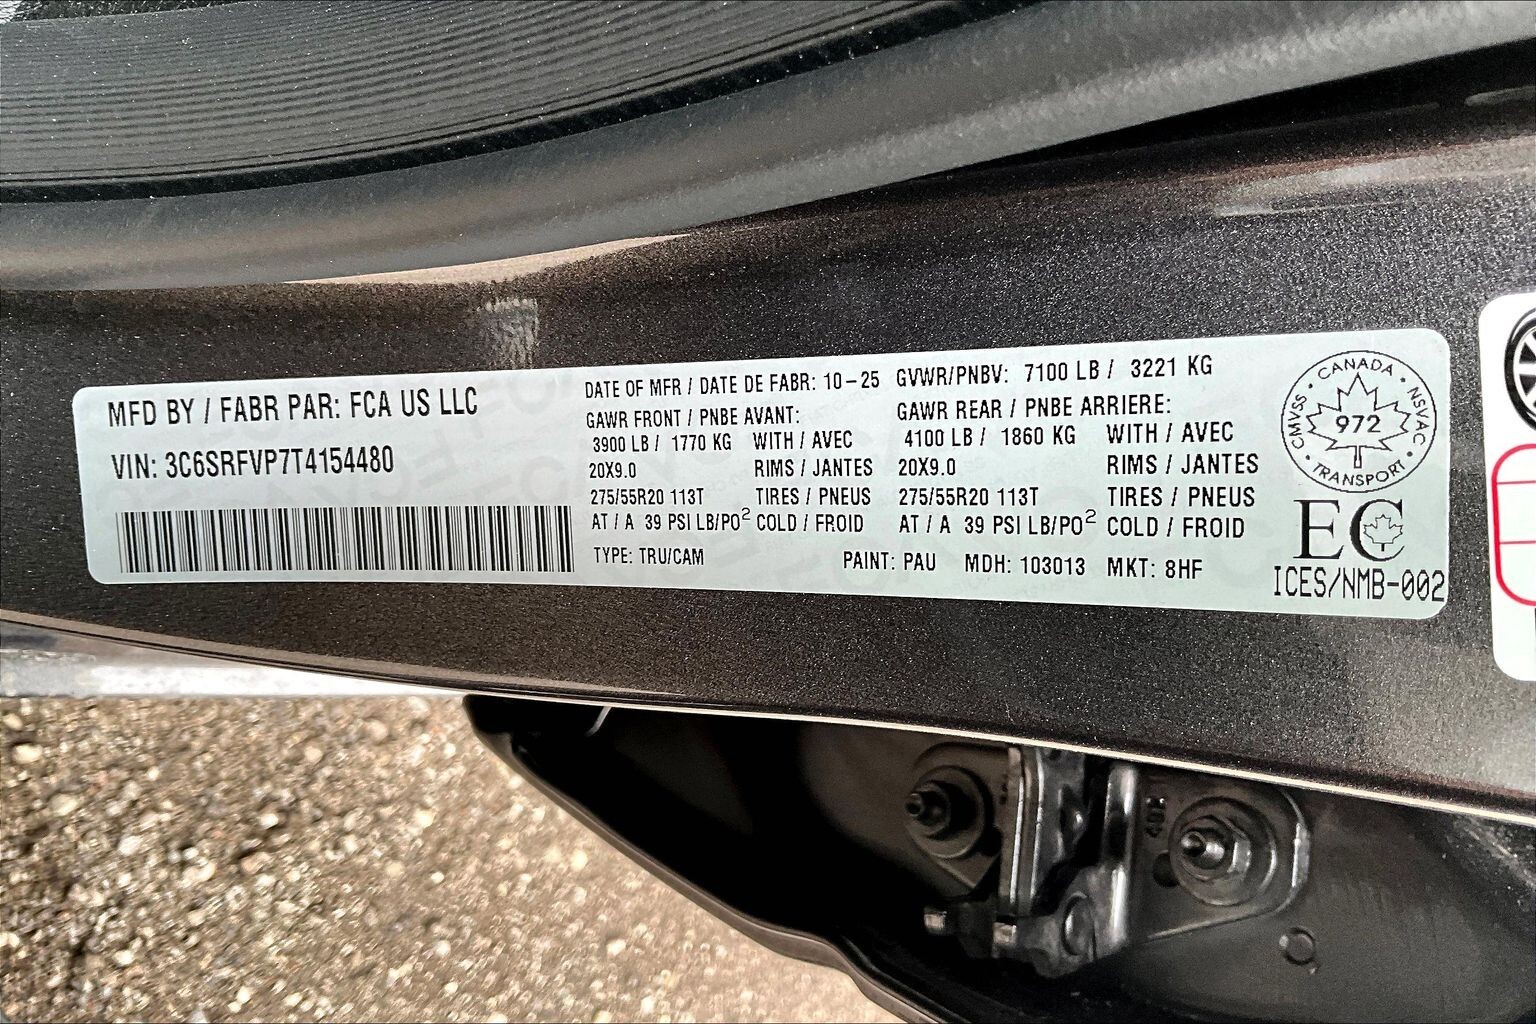 MFD BY / FABR PAR: FCA US LLC
VIN: 3C6SRFVP7T4154480
DATE OF MFR / DATE DE FABR: 10-25 GVWR/PNBV: 7100 LB / 3221 KG
GAWR FRONT / PNBE AVANT: GAWR REAR / PNBE ARRIERE:
3900 LB / 1770 KG WITH / AVEC 4100 LB / 1860 KG WITH / AVEC
20X9.0 RIMS / JANTES 20X9.0 RIMS / JANTES
275/55R20 113T TIRES / PNEUS 275/55R20 113T TIRES / PNEUS
AT / A 39 PSI LB/PO² COLD / FROID AT / A 39 PSI LB/PO² COLD / FROID
TYPE: TRU/CAM PAINT: PAU MDH: 103013 MKT: 8HF
CANADA
CMVSS · NSVAC
972
TRANSPORT
EC
ICES/NMB-002